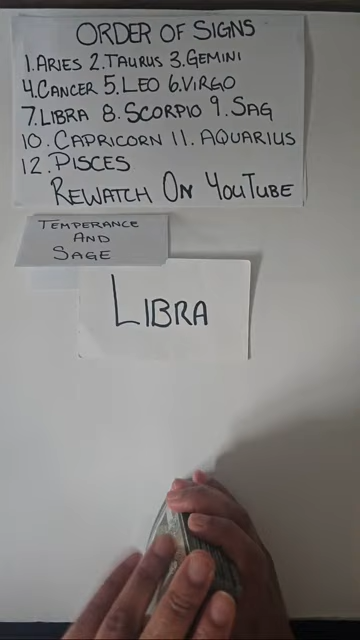 ORDER OF SIGNS
1. ARIES 2. TAURUS 3. GEMINI
4. CANCER 5. LEO 6. VIRGO
7. LIBRA 8. SCORPIO 9. SAG
10. CAPRICORN 11. AQUARIUS
12. PISCES
REWATCH ON YOUTUBE
TEMPERANCE
AND
SAGE
LIBRA